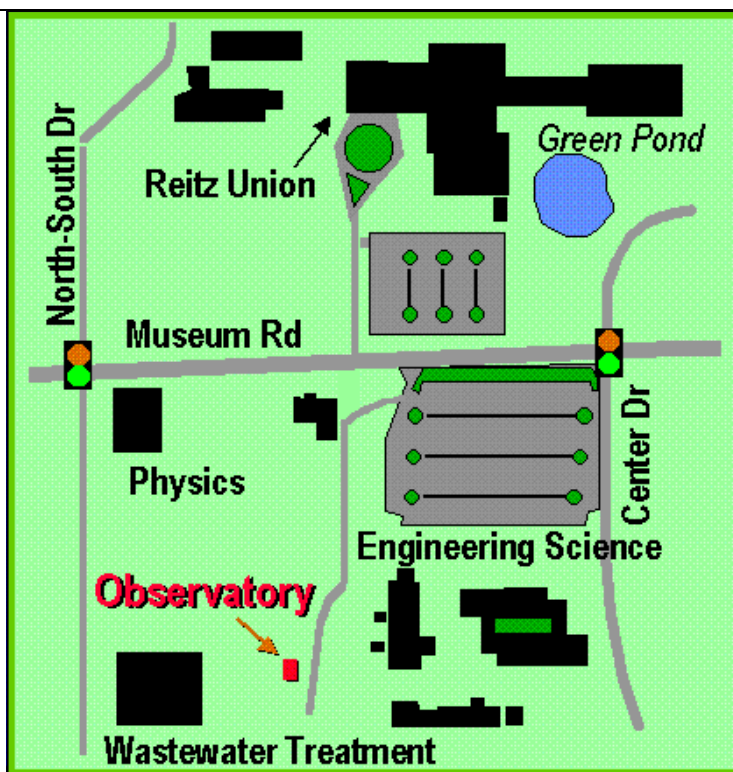 Green Pond
Reitz Union
North-South Dr
Museum Rd
Center Dr
Physics
Engineering Science
Observatory
Wastewater Treatment